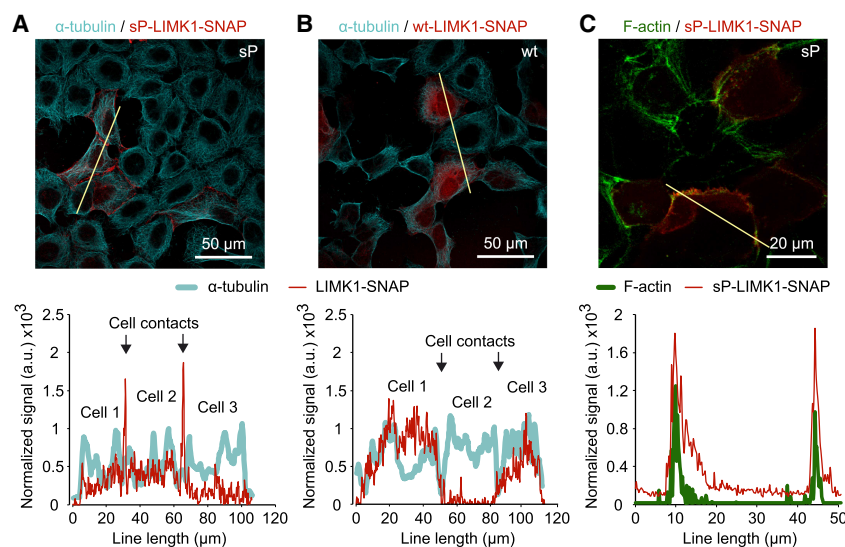 A
α-tubulin / sP-LIMK1-SNAP
sP
50 µm
B
α-tubulin / wt-LIMK1-SNAP
wt
50 µm
C
F-actin / sP-LIMK1-SNAP
sP
20 µm
α-tubulin
LIMK1-SNAP
F-actin
sP-LIMK1-SNAP
Normalized signal (a.u.) x10³
2.5
2
1.5
1
0.5
0
Cell contacts
Cell 1
Cell 2
Cell 3
0 20 40 60 80 100 120
Line length (µm)
Normalized signal (a.u.) x10³
2.5
2
1.5
1
0.5
0
Cell contacts
Cell 1
Cell 2
Cell 3
0 20 40 60 80 100 120
Line length (µm)
Normalized signal (a.u.) x10³
2
1.6
1.2
0.8
0.4
0
0 10 20 30 40 50
Line length (µm)